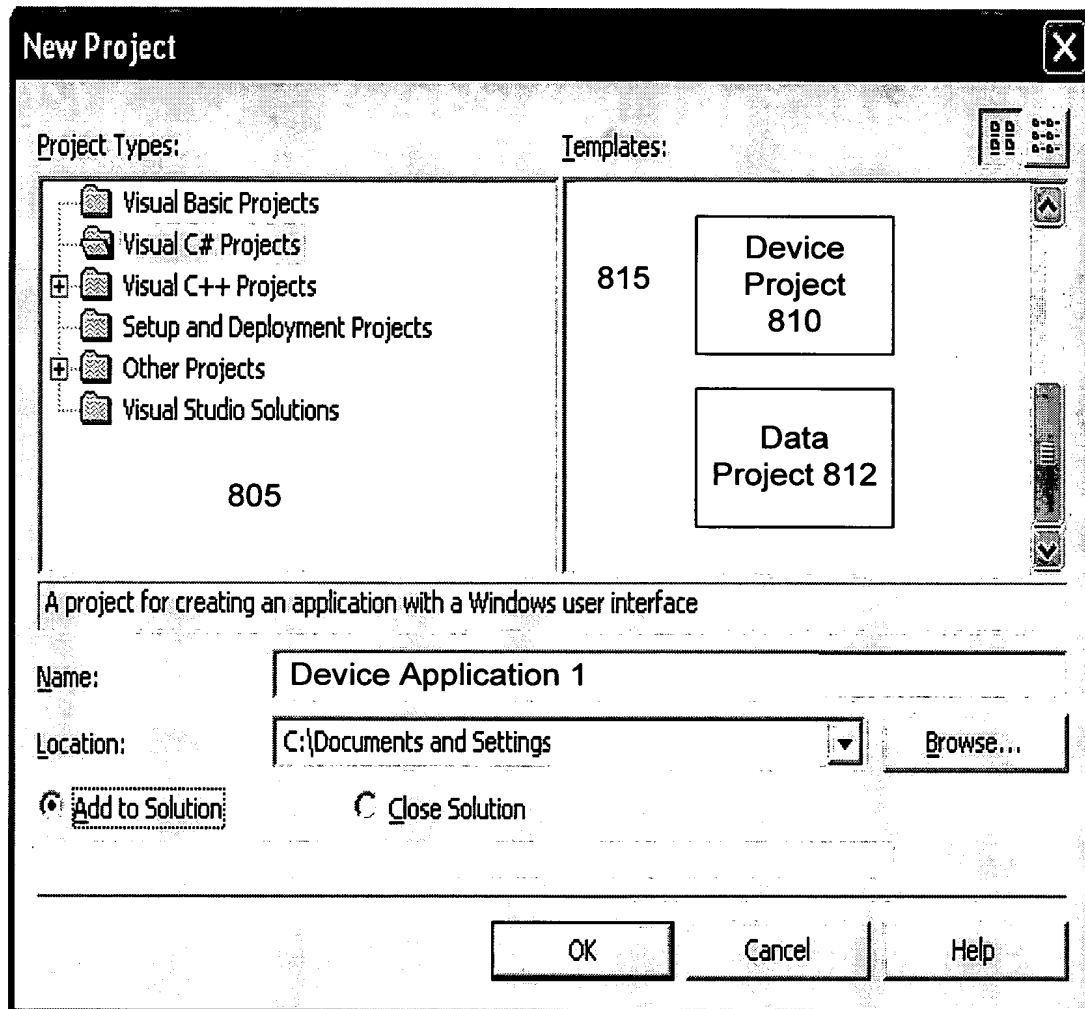 New Project
Project Types:
Templates:
Visual Basic Projects
Visual C# Projects
Visual C++ Projects
Setup and Deployment Projects
Other Projects
Visual Studio Solutions
805
815
Device
Project
810
Data
Project 812
A project for creating an application with a Windows user interface
Name:
Device Application 1
Location:
C:\Documents and Settings
Browse...
Add to Solution
Close Solution
OK
Cancel
Help